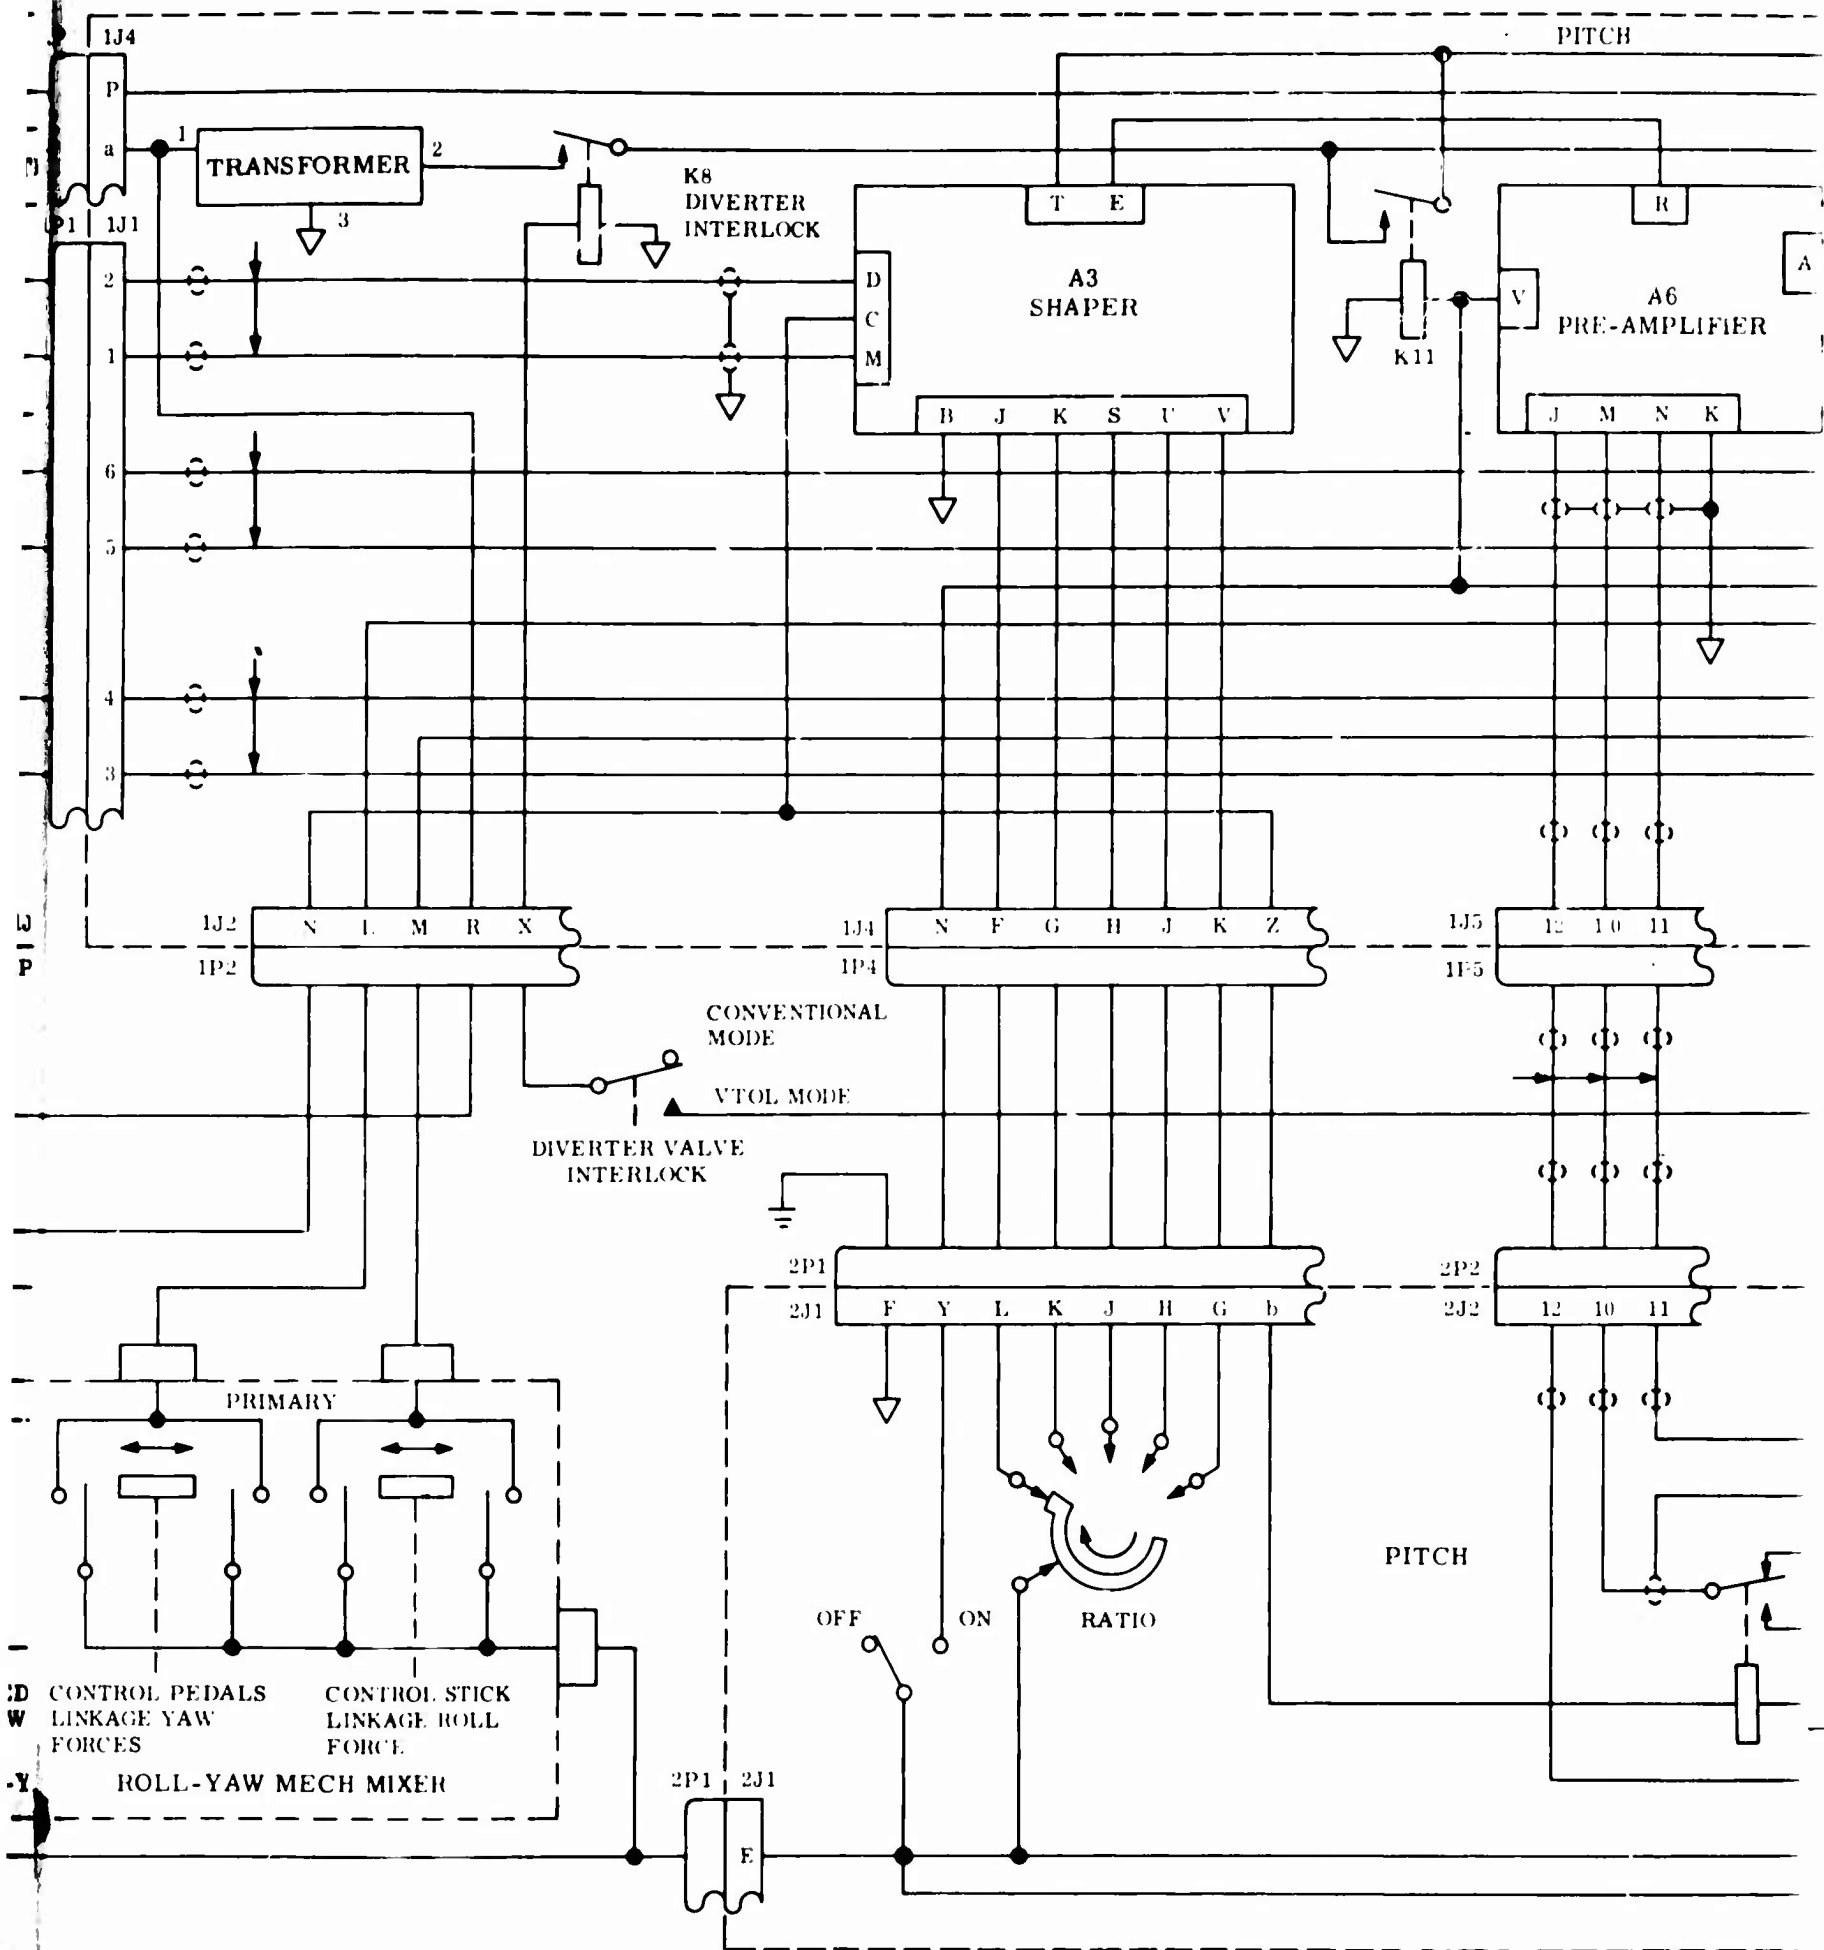 PITCH
1J4
P
a
1
TRANSFORMER
2
3
K8
DIVERTER
INTERLOCK
P1 1J1
2
1
6
5
4
3
T E
D
C
M
A3
SHAPER
B J K S U V
K11
R
V
A
A6
PRE-AMPLIFIER
J M N K
1J2
N L M R X
1P2
1J4
N F G H J K Z
1P4
1J5
12 10 11
1P5
P
CONVENTIONAL
MODE
VTOL MODE
DIVERTER VALVE
INTERLOCK
2P1
2J1
F Y L K J H G b
2P2
2J2
12 10 11
PRIMARY
PITCH
OFF
ON
RATIO
CONTROL PEDALS
LINKAGE YAW
FORCES
CONTROL STICK
LINKAGE ROLL
FORCE
D
W
-Y
ROLL-YAW MECH MIXER
2P1 2J1
E